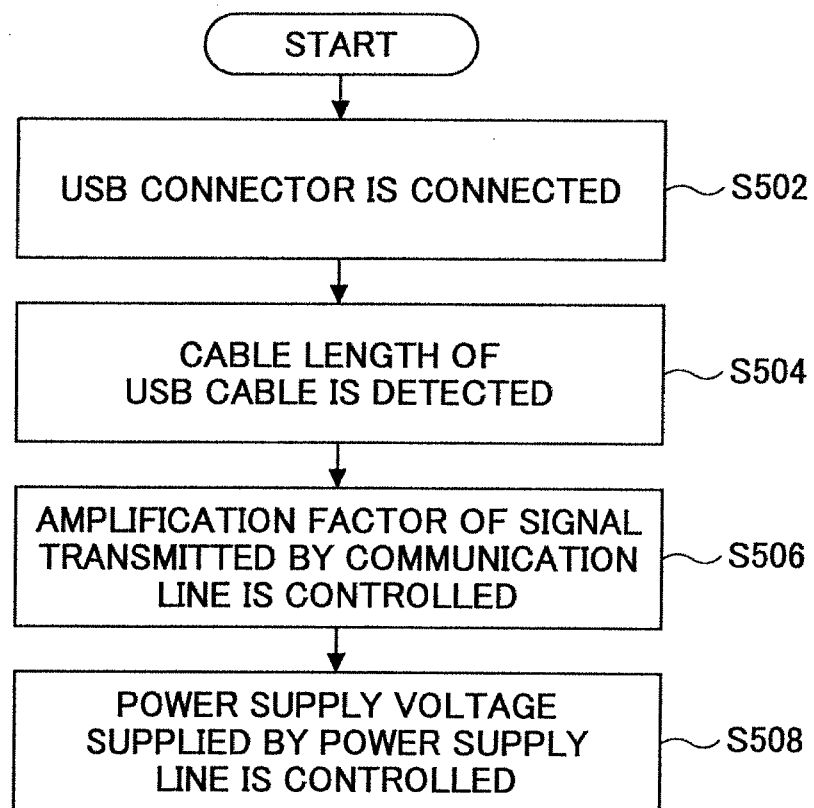 START
USB CONNECTOR IS CONNECTED
S502
CABLE LENGTH OF
USB CABLE IS DETECTED
S504
AMPLIFICATION FACTOR OF SIGNAL
TRANSMITTED BY COMMUNICATION
LINE IS CONTROLLED
S506
POWER SUPPLY VOLTAGE
SUPPLIED BY POWER SUPPLY
LINE IS CONTROLLED
S508